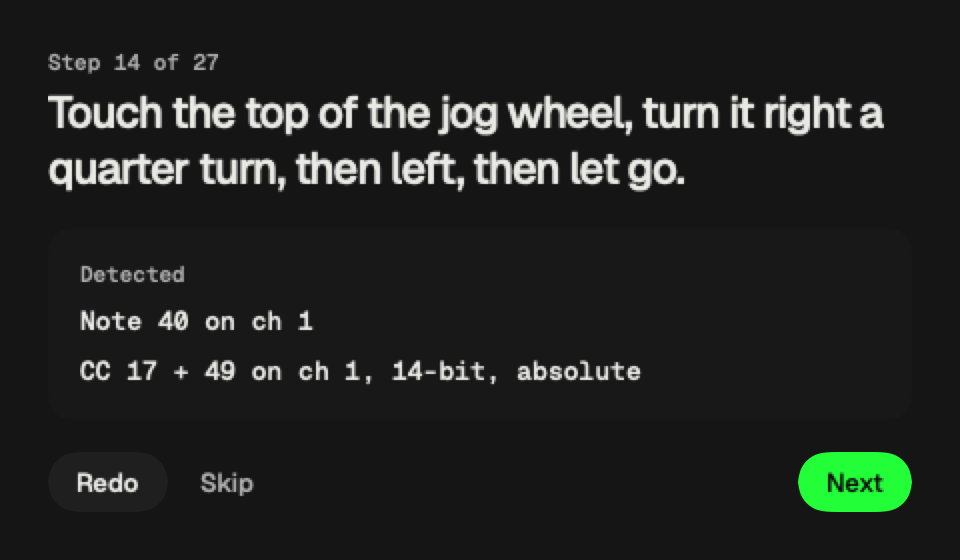 Step 14 of 27
Touch the top of the jog wheel, turn it right a
quarter turn, then left, then let go.
Detected
Note 40 on ch 1
CC 17 + 49 on ch 1, 14-bit, absolute
Redo
Skip
Next